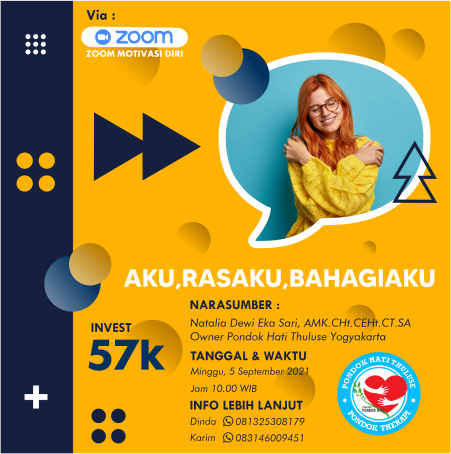 Via :
zoom
ZOOM MOTIVASI DIRI
AKU,RASAKU,BAHAGIAKU
NARASUMBER :
Natalia Dewi Eka Sari, AMK.CHt.CEHt.CT.SA
Owner Pondok Hati Thuluse Yogyakarta
INVEST
57k
TANGGAL & WAKTU
Minggu, 5 September 2021
Jam 10.00 WIB
INFO LEBIH LANJUT
Dinda 081325308179
Karim 083146009451
PONDOK HATI THULUSE
PONDOK THERAPI